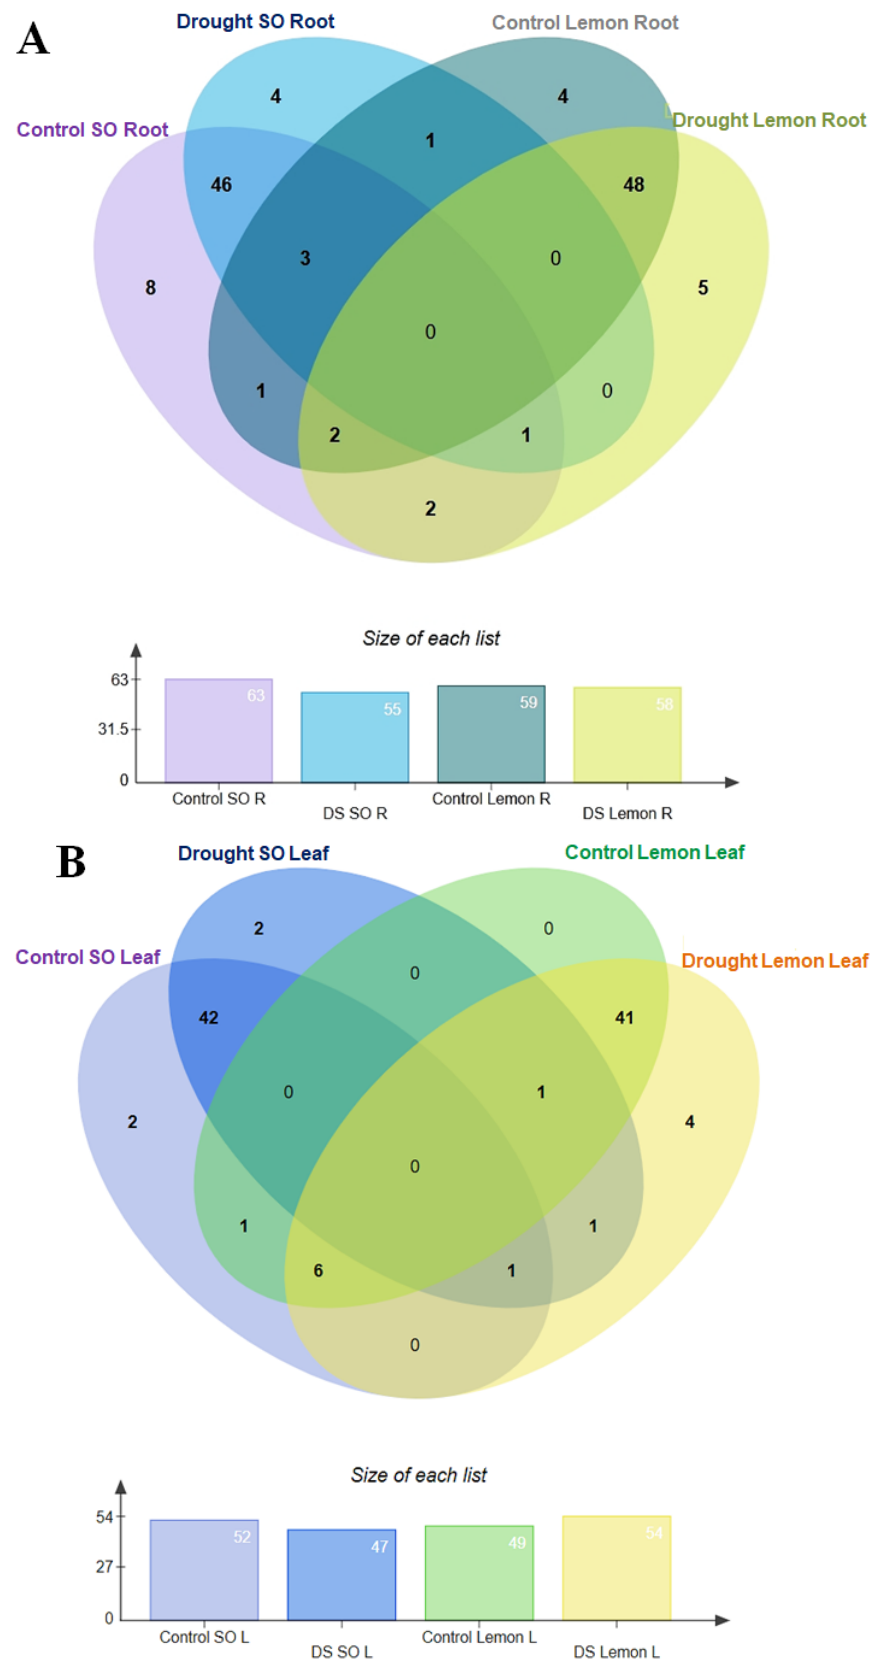 A
Drought SO Root
Control Lemon Root
Control SO Root
Drought Lemon Root
4
4
1
46
48
3
0
8
5
0
1
0
2
1
2
Size of each list
63
31.5
0
63
55
59
58
Control SO R
DS SO R
Control Lemon R
DS Lemon R
B
Drought SO Leaf
Control Lemon Leaf
Control SO Leaf
Drought Lemon Leaf
2
0
0
42
41
0
1
2
4
0
1
1
6
1
0
Size of each list
54
27
0
52
47
49
54
Control SO L
DS SO L
Control Lemon L
DS Lemon L